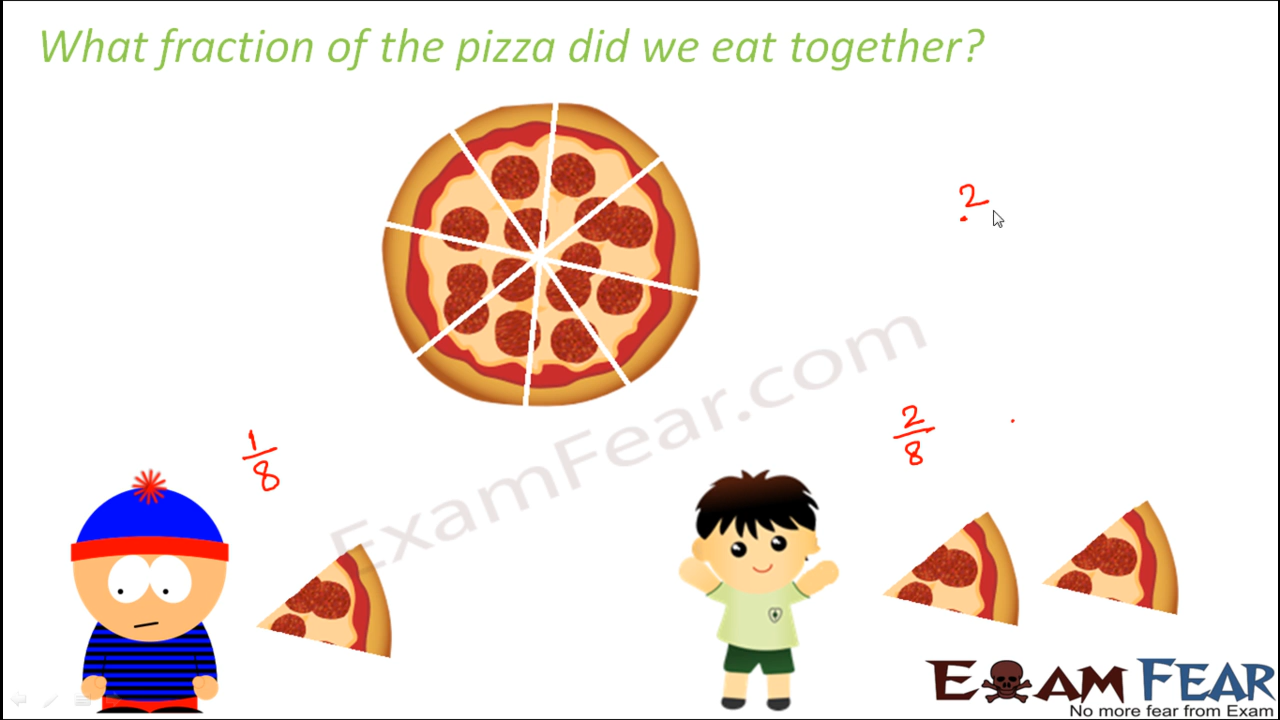 What fraction of the pizza did we eat together?
2
1
8
2
8
ExamFear.com
EXAM FEAR
No more fear from Exam